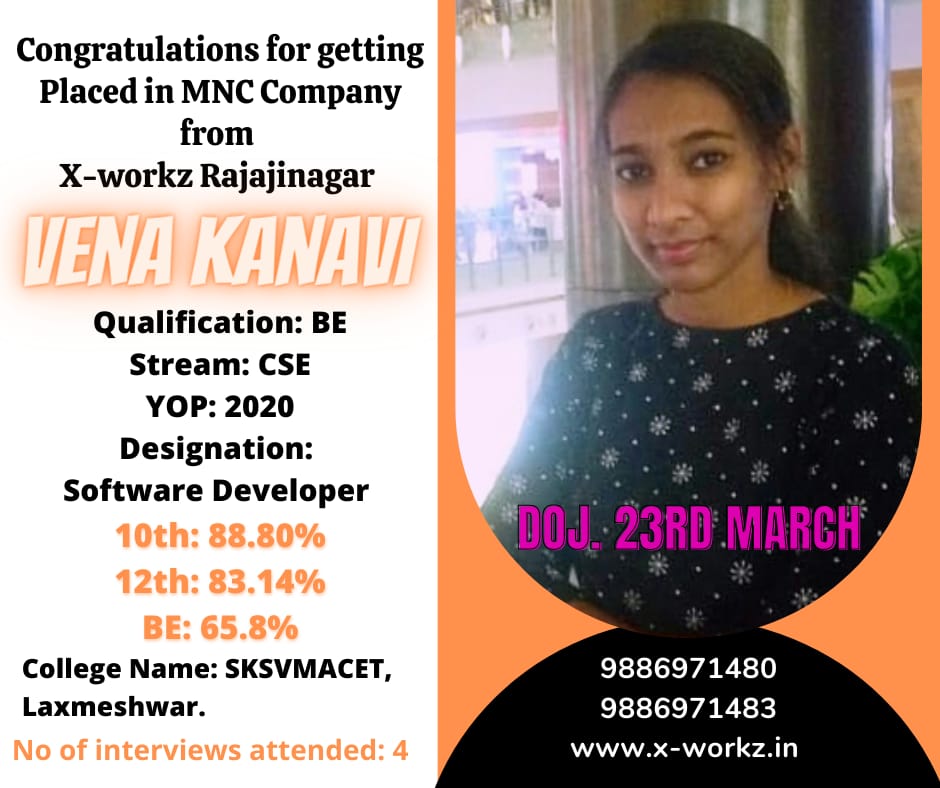 Congratulations for getting
Placed in MNC Company
from
X-workz Rajajinagar
VENA KANAVI
Qualification: BE
Stream: CSE
YOP: 2020
Designation:
Software Developer
10th: 88.80%
12th: 83.14%
BE: 65.8%
College Name: SKSVMACET,
Laxmeshwar.
No of interviews attended: 4
DOJ. 23RD MARCH
9886971480
9886971483
www.x-workz.in